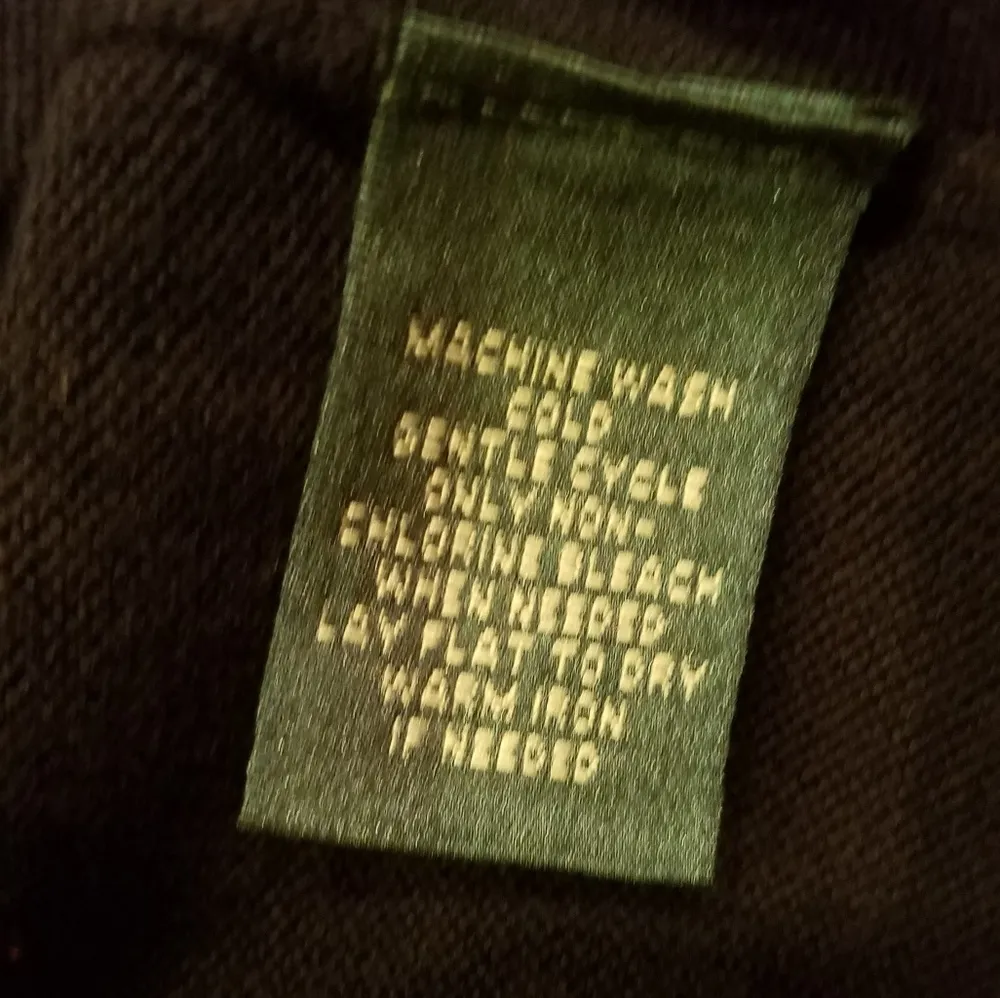 MACHINE WASH
COLD
GENTLE CYCLE
ONLY NON-
CHLORINE BLEACH
WHEN NEEDED
LAY FLAT TO DRY
WARM IRON
IF NEEDED